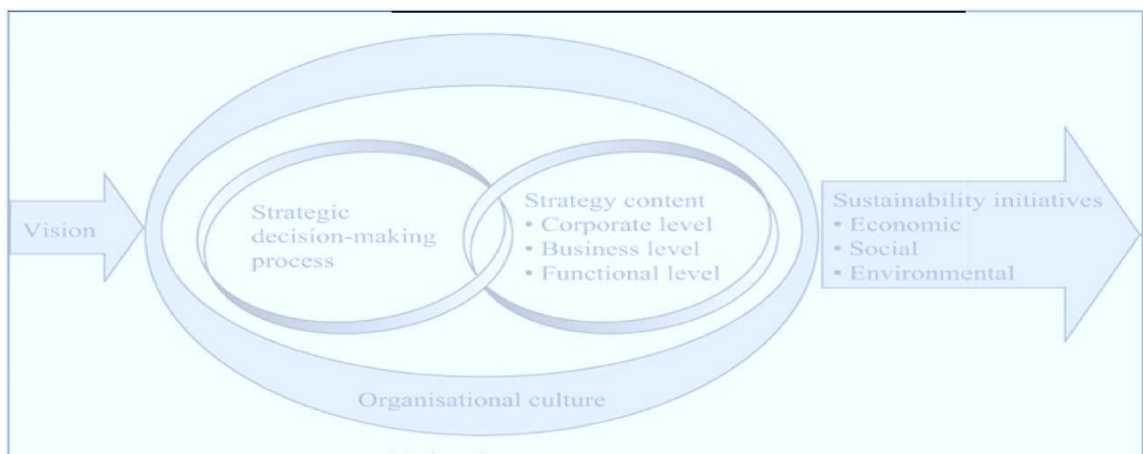 Vision
Strategic
decision-making
process
Strategy content
• Corporate level
• Business level
• Functional level
Sustainability initiatives
• Economic
• Social
• Environmental
Organisational culture